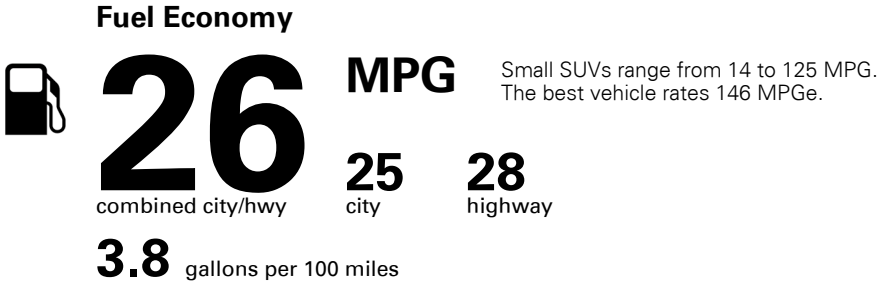 Fuel Economy
26
MPG
Small SUVs range from 14 to 125 MPG.
The best vehicle rates 146 MPGe.
25
28
combined city/hwy
city
highway
3.8 gallons per 100 miles